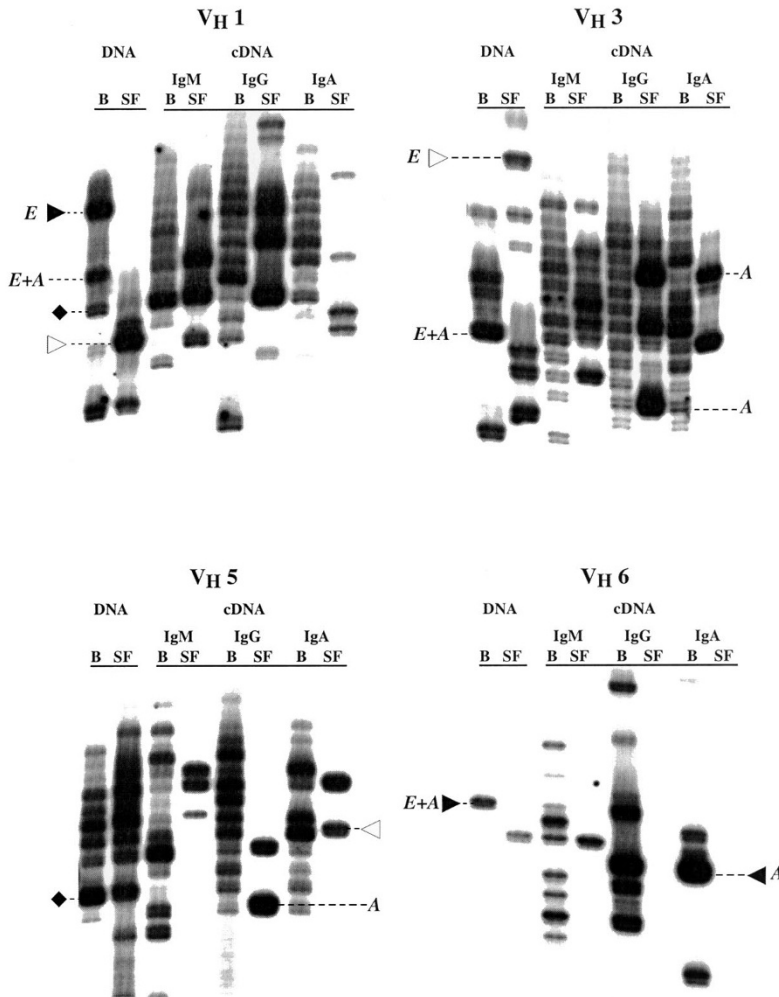 VH 1
DNA cDNA
IgM IgG IgA
B SF B SF B SF B SF
E
E+A
VH 3
DNA cDNA
IgM IgG IgA
B SF B SF B SF B SF
E
E+A
A
A
VH 5
DNA cDNA
IgM IgG IgA
B SF B SF B SF B SF
A
VH 6
DNA cDNA
IgM IgG IgA
B SF B SF B SF B SF
E+A
A